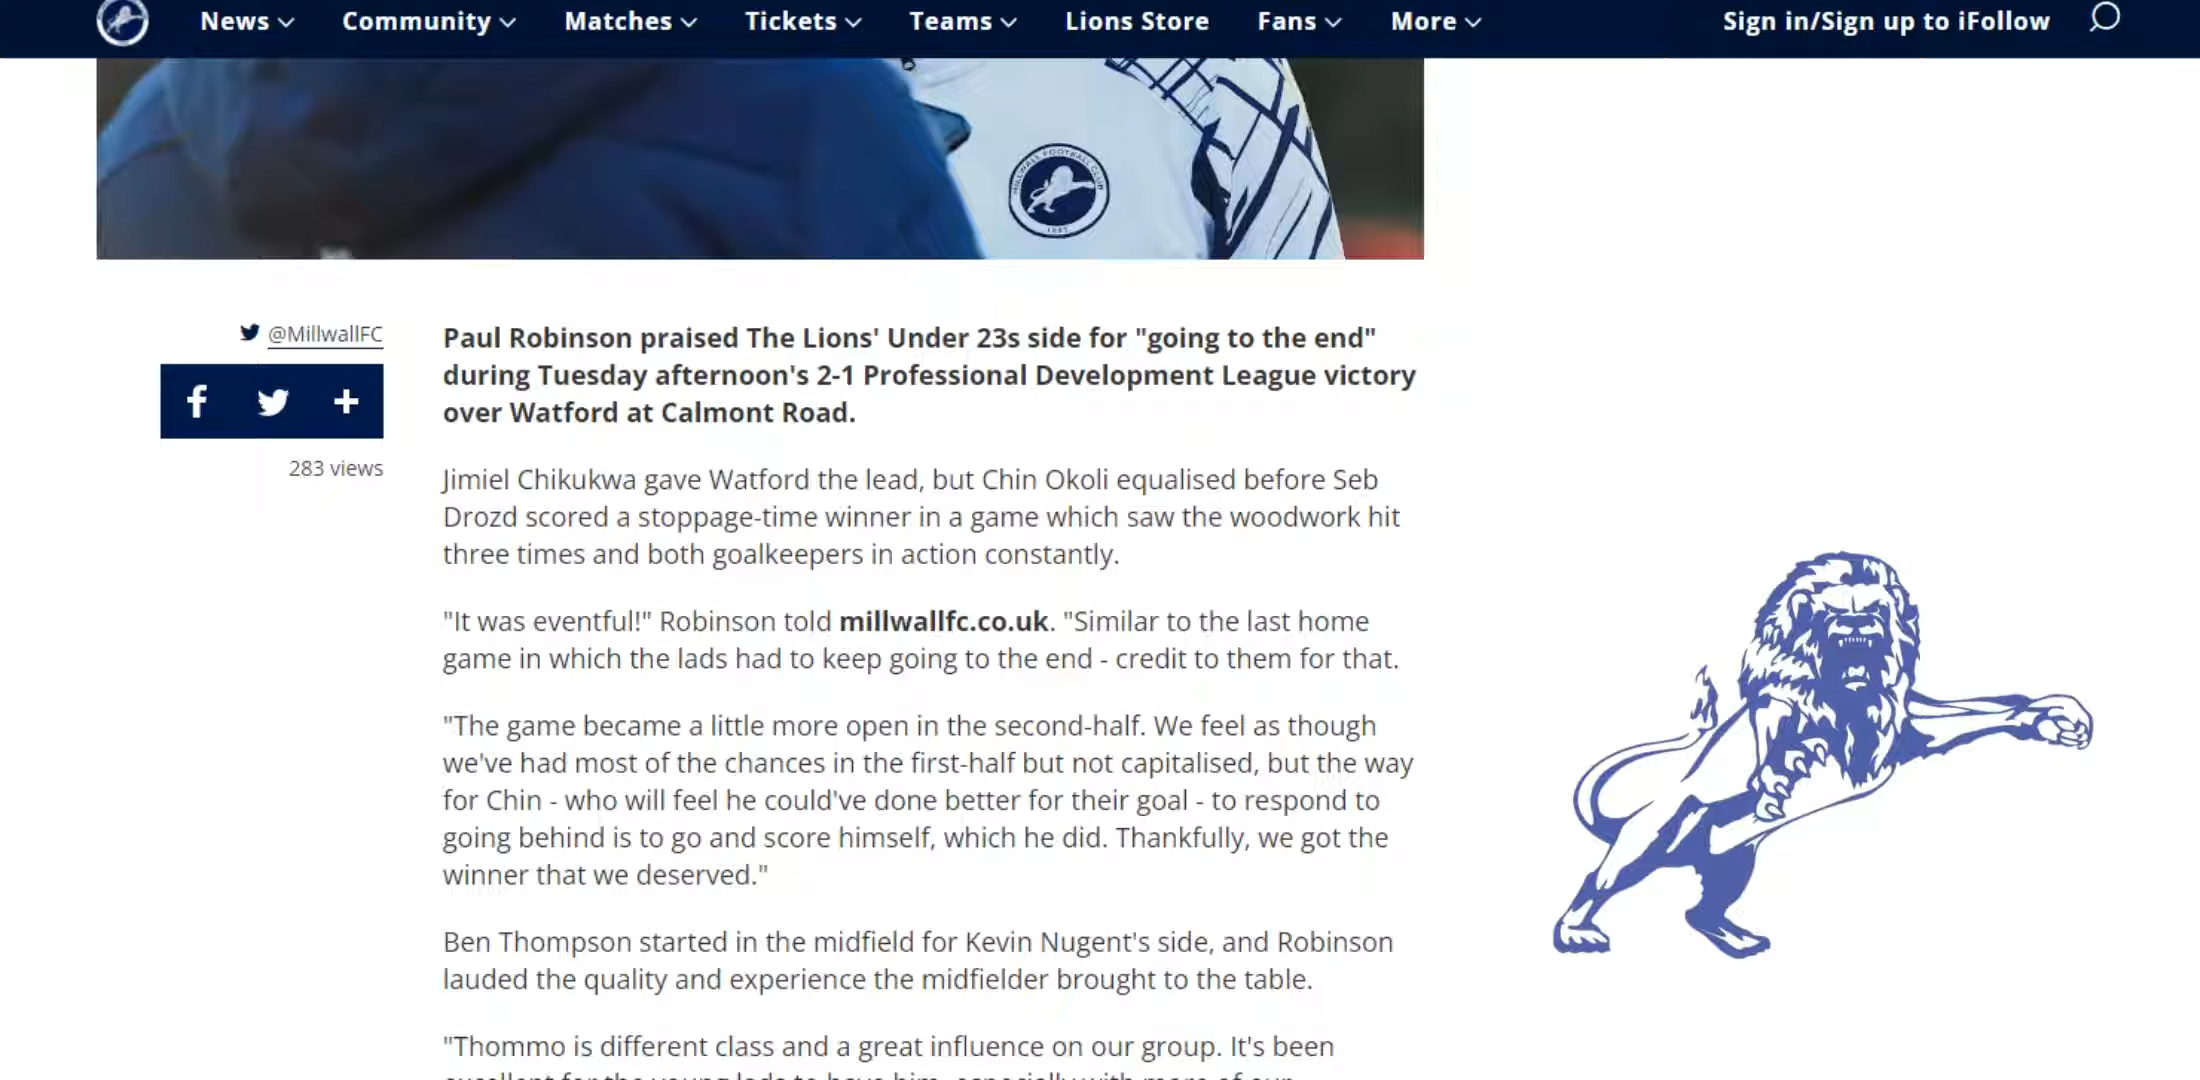 News Community Matches Tickets Teams Lions Store Fans More Sign in/Sign up to iFollow
MILLWALL FOOTBALL CLUB
1885
@MillwallFC
283 views
Paul Robinson praised The Lions' Under 23s side for "going to the end"
during Tuesday afternoon's 2-1 Professional Development League victory
over Watford at Calmont Road.
Jimiel Chikukwa gave Watford the lead, but Chin Okoli equalised before Seb
Drozd scored a stoppage-time winner in a game which saw the woodwork hit
three times and both goalkeepers in action constantly.
"It was eventful!" Robinson told millwallfc.co.uk. "Similar to the last home
game in which the lads had to keep going to the end - credit to them for that.
"The game became a little more open in the second-half. We feel as though
we've had most of the chances in the first-half but not capitalised, but the way
for Chin - who will feel he could've done better for their goal - to respond to
going behind is to go and score himself, which he did. Thankfully, we got the
winner that we deserved."
Ben Thompson started in the midfield for Kevin Nugent's side, and Robinson
lauded the quality and experience the midfielder brought to the table.
"Thommo is different class and a great influence on our group. It's been